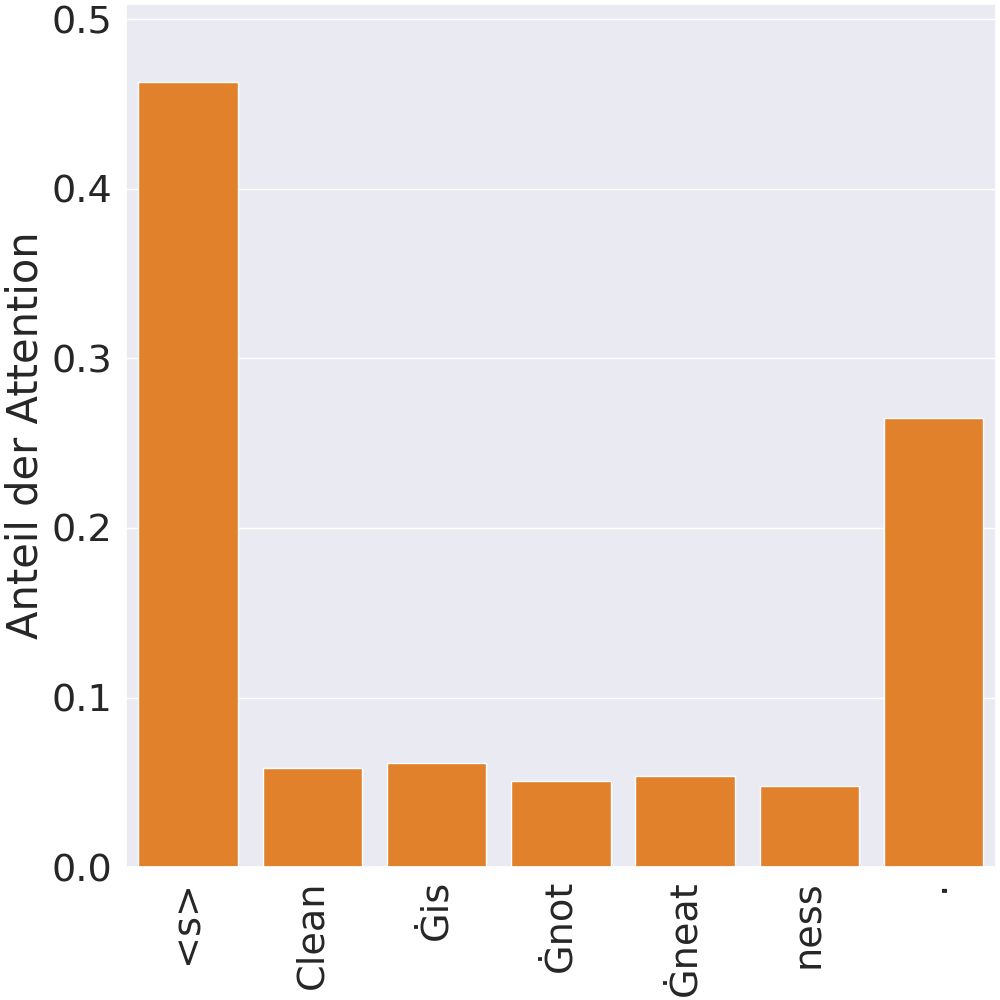 Anteil der Attention
0.5
0.4
0.3
0.2
0.1
0.0
<s>
Clean
Ġis
Ġnot
Ġneat
ness
.